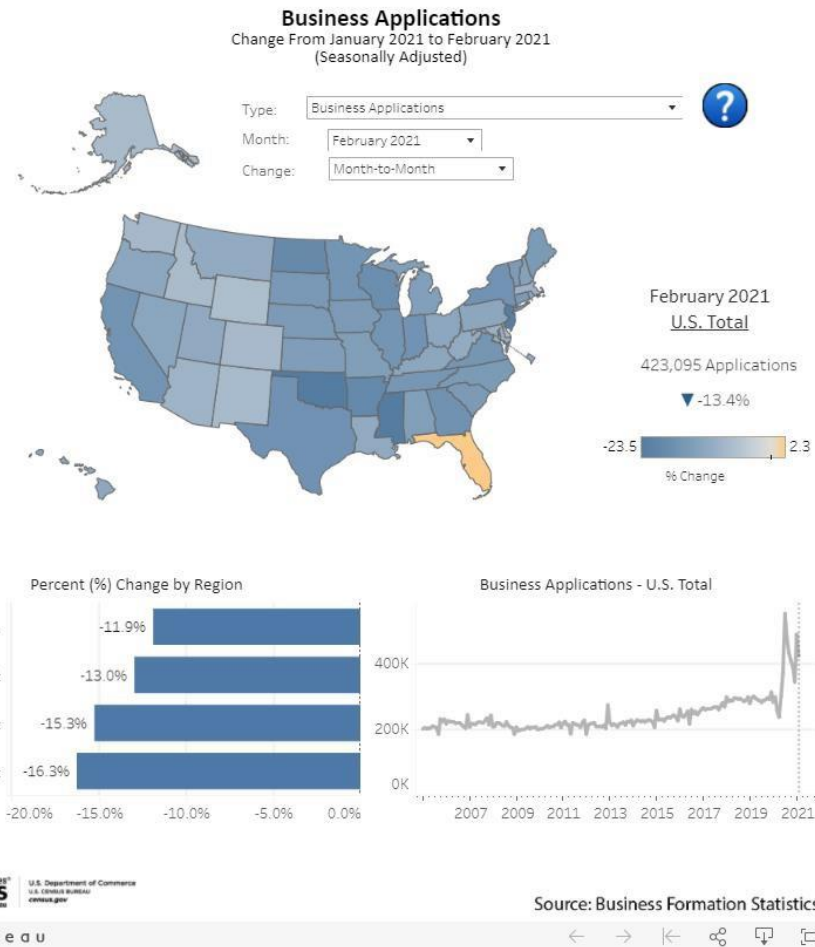 Business Applications
Change From January 2021 to February 2021
(Seasonally Adjusted)
Type: Business Applications
?
Month: February 2021
Change: Month-to-Month
February 2021
U.S. Total
423,095 Applications
▼ -13.4%
-23.5 2.3
% Change
Percent (%) Change by Region
-11.9%
-13.0%
-15.3%
-16.3%
-20.0% -15.0% -10.0% -5.0% 0.0%
Business Applications - U.S. Total
400K
200K
0K
2007 2009 2011 2013 2015 2017 2019 2021
U.S. Department of Commerce
U.S. CENSUS BUREAU
census.gov
Source: Business Formation Statistics
e a u